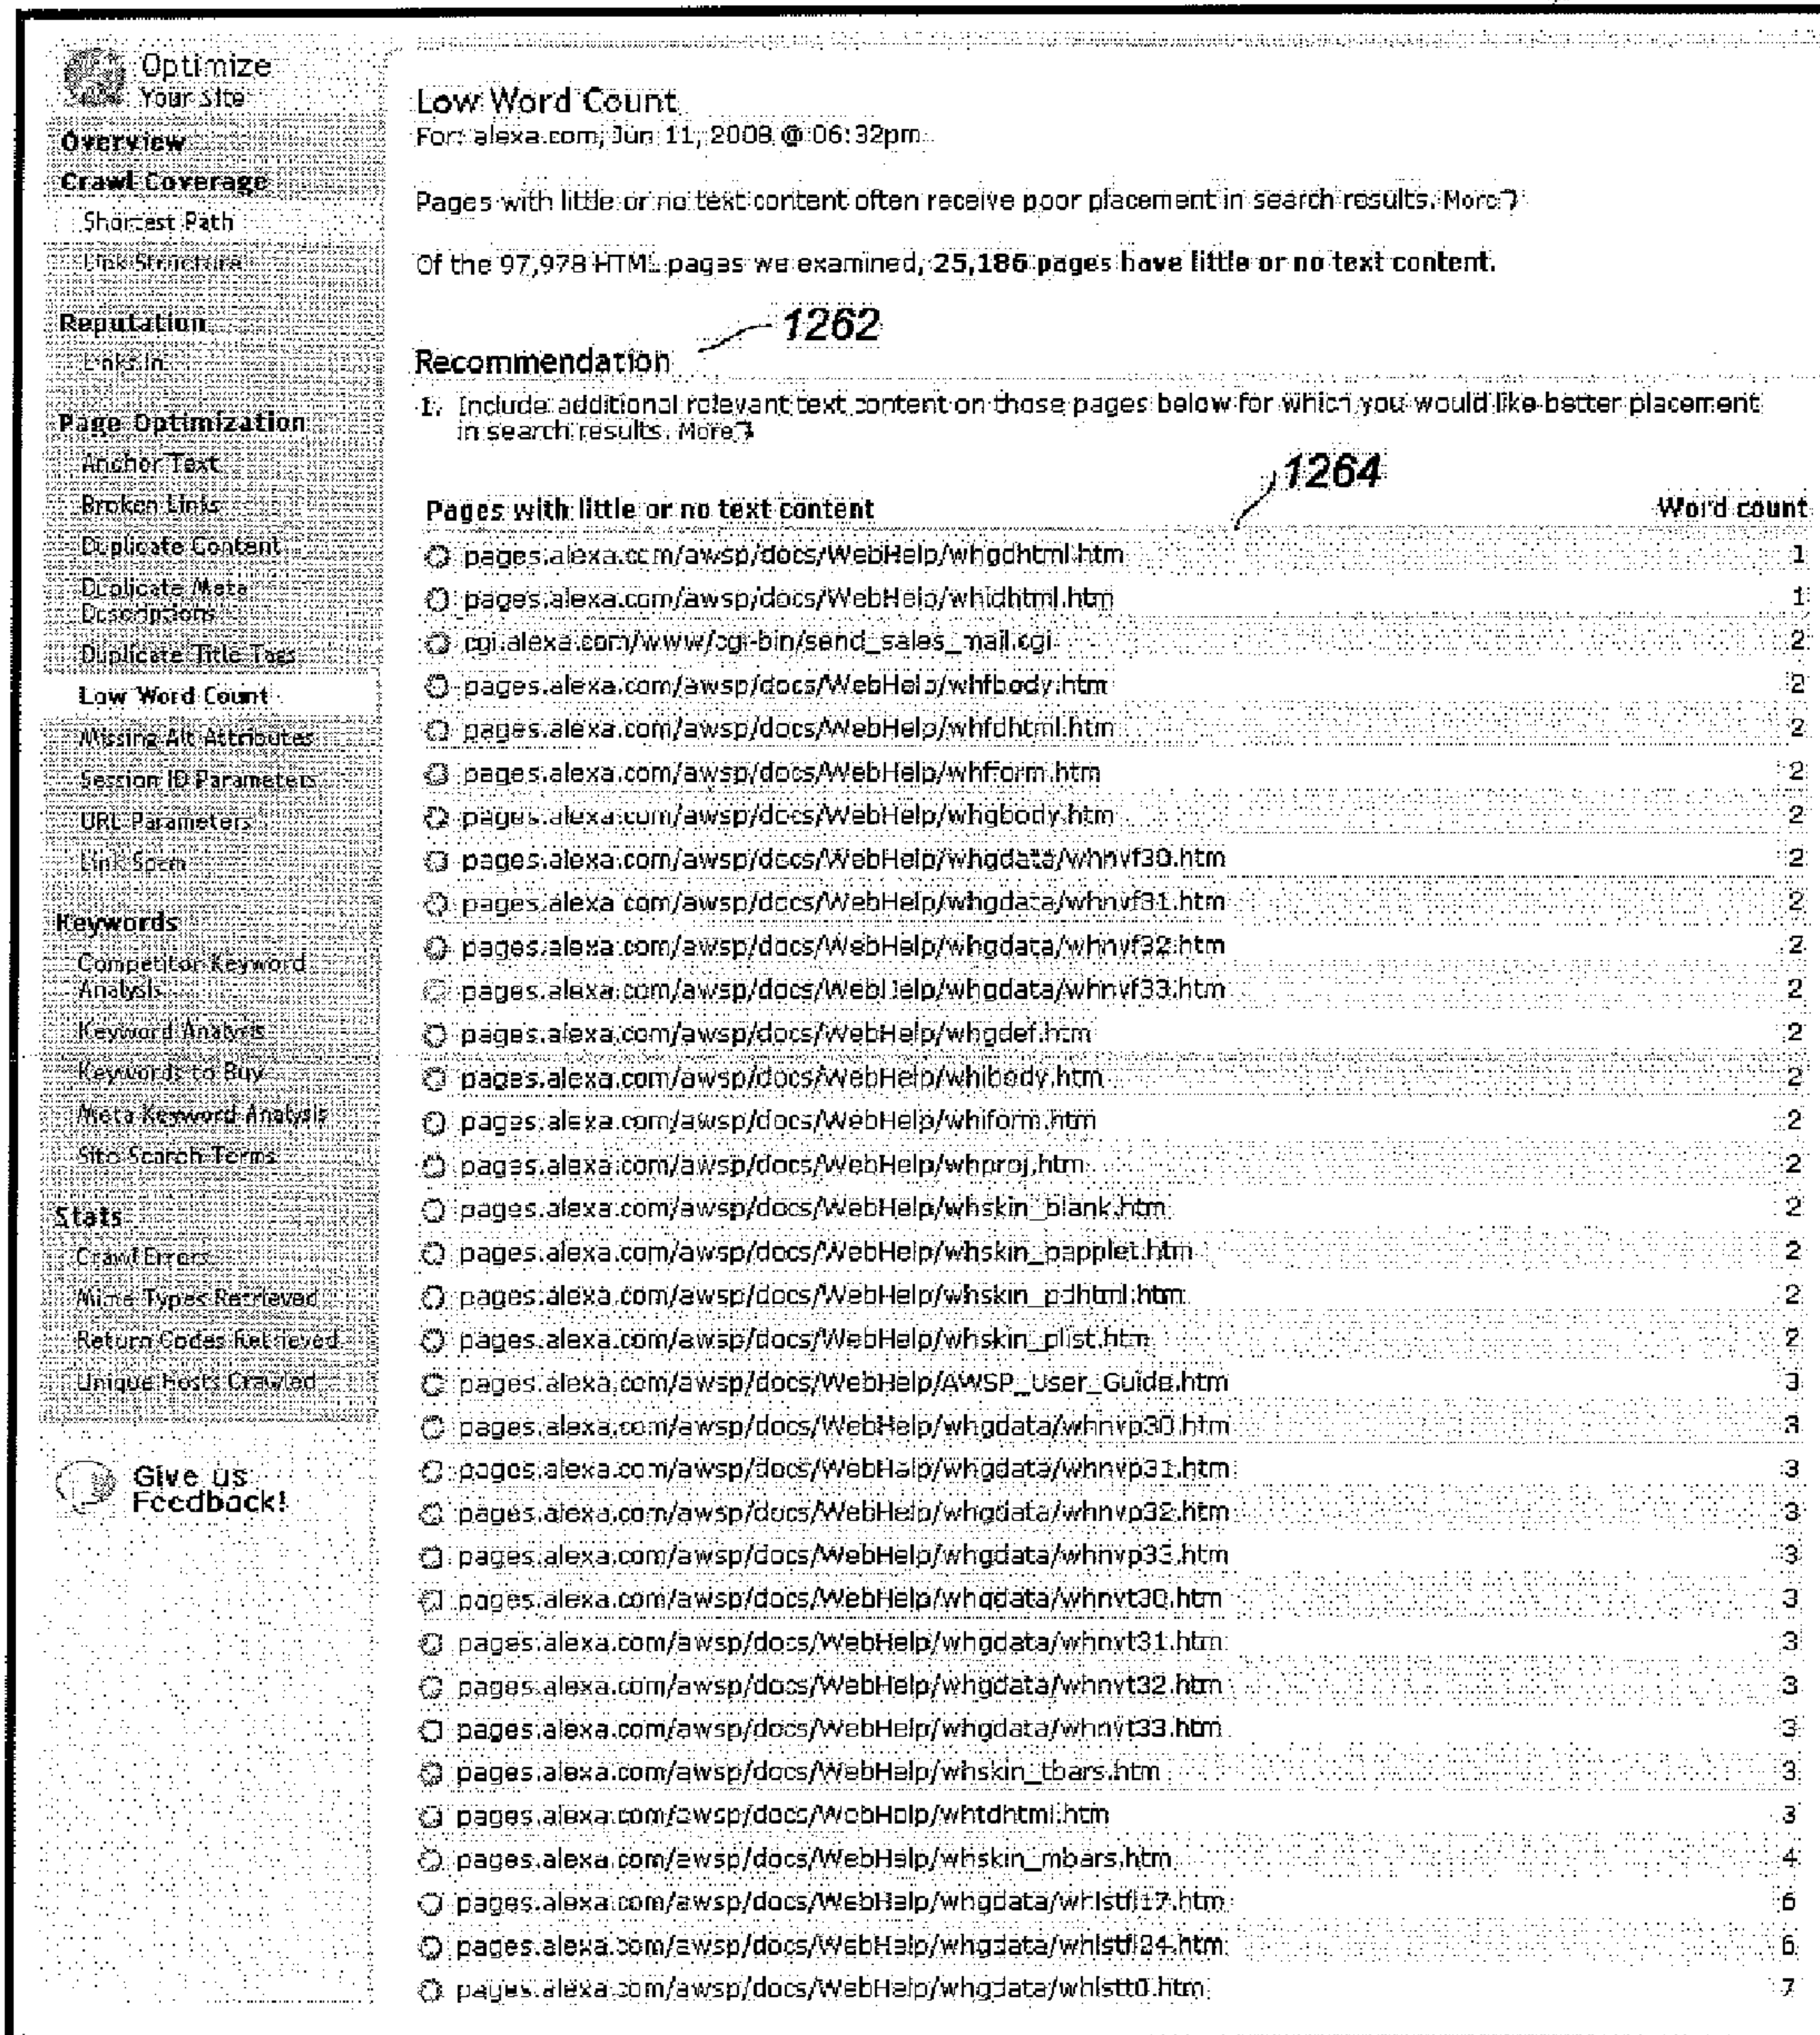 Optimize
Your Site
Overview
Crawl Coverage
Shortest Path
Link Structure
Reputation
Links In
Page Optimization
Anchor Text
Broken Links
Duplicate Content
Duplicate Meta
Descriptions
Duplicate Title Tags
Low Word Count
Missing Alt Attributes
Session ID Parameters
URL Parameters
Link Spam
Keywords
Competitor Keyword
Analysis
Keyword Analysis
Keywords to Buy
Meta Keyword Analysis
Site Search Terms
Stats
Crawl Errors
Mime Types Retrieved
Return Codes Retrieved
Unique Hosts Crawled
Give us
Feedback!
Low Word Count
For: alexa.com, Jun 11, 2008 @ 06:32pm
Pages with little or no text content often receive poor placement in search results. More
Of the 97,978 HTML pages we examined, 25,186 pages have little or no text content.
1262
Recommendation
1. Include additional relevant text content on those pages below for which you would like better placement
in search results. More
1264
Pages with little or no text content Word count
pages.alexa.com/awsp/docs/WebHelp/whgdhtml.htm 1
pages.alexa.com/awsp/docs/WebHelp/whidhtml.htm 1
cgi.alexa.com/www/cgi-bin/send_sales_mail.cgi 2
pages.alexa.com/awsp/docs/WebHelp/whfbody.htm 2
pages.alexa.com/awsp/docs/WebHelp/whfdhtml.htm 2
pages.alexa.com/awsp/docs/WebHelp/whfform.htm 2
pages.alexa.com/awsp/docs/WebHelp/whgbody.htm 2
pages.alexa.com/awsp/docs/WebHelp/whgdata/whnvf30.htm 2
pages.alexa.com/awsp/docs/WebHelp/whgdata/whnvf31.htm 2
pages.alexa.com/awsp/docs/WebHelp/whgdata/whnvf32.htm 2
pages.alexa.com/awsp/docs/WebHelp/whgdata/whnvf33.htm 2
pages.alexa.com/awsp/docs/WebHelp/whgdef.htm 2
pages.alexa.com/awsp/docs/WebHelp/whibody.htm 2
pages.alexa.com/awsp/docs/WebHelp/whiform.htm 2
pages.alexa.com/awsp/docs/WebHelp/whproj.htm 2
pages.alexa.com/awsp/docs/WebHelp/whskin_blank.htm 2
pages.alexa.com/awsp/docs/WebHelp/whskin_papplet.htm 2
pages.alexa.com/awsp/docs/WebHelp/whskin_pdhtml.htm 2
pages.alexa.com/awsp/docs/WebHelp/whskin_plist.htm 2
pages.alexa.com/awsp/docs/WebHelp/AWSP_User_Guide.htm 3
pages.alexa.com/awsp/docs/WebHelp/whgdata/whnvp30.htm 3
pages.alexa.com/awsp/docs/WebHelp/whgdata/whnvp31.htm 3
pages.alexa.com/awsp/docs/WebHelp/whgdata/whnvp32.htm 3
pages.alexa.com/awsp/docs/WebHelp/whgdata/whnvp33.htm 3
pages.alexa.com/awsp/docs/WebHelp/whgdata/whnvt30.htm 3
pages.alexa.com/awsp/docs/WebHelp/whgdata/whnvt31.htm 3
pages.alexa.com/awsp/docs/WebHelp/whgdata/whnvt32.htm 3
pages.alexa.com/awsp/docs/WebHelp/whgdata/whnvt33.htm 3
pages.alexa.com/awsp/docs/WebHelp/whskin_tbars.htm 3
pages.alexa.com/awsp/docs/WebHelp/whtdhtml.htm 3
pages.alexa.com/awsp/docs/WebHelp/whskin_mbars.htm 4
pages.alexa.com/awsp/docs/WebHelp/whgdata/whlstfl17.htm 6
pages.alexa.com/awsp/docs/WebHelp/whgdata/whlstfl24.htm 6
pages.alexa.com/awsp/docs/WebHelp/whgdata/whlstt0.htm 7